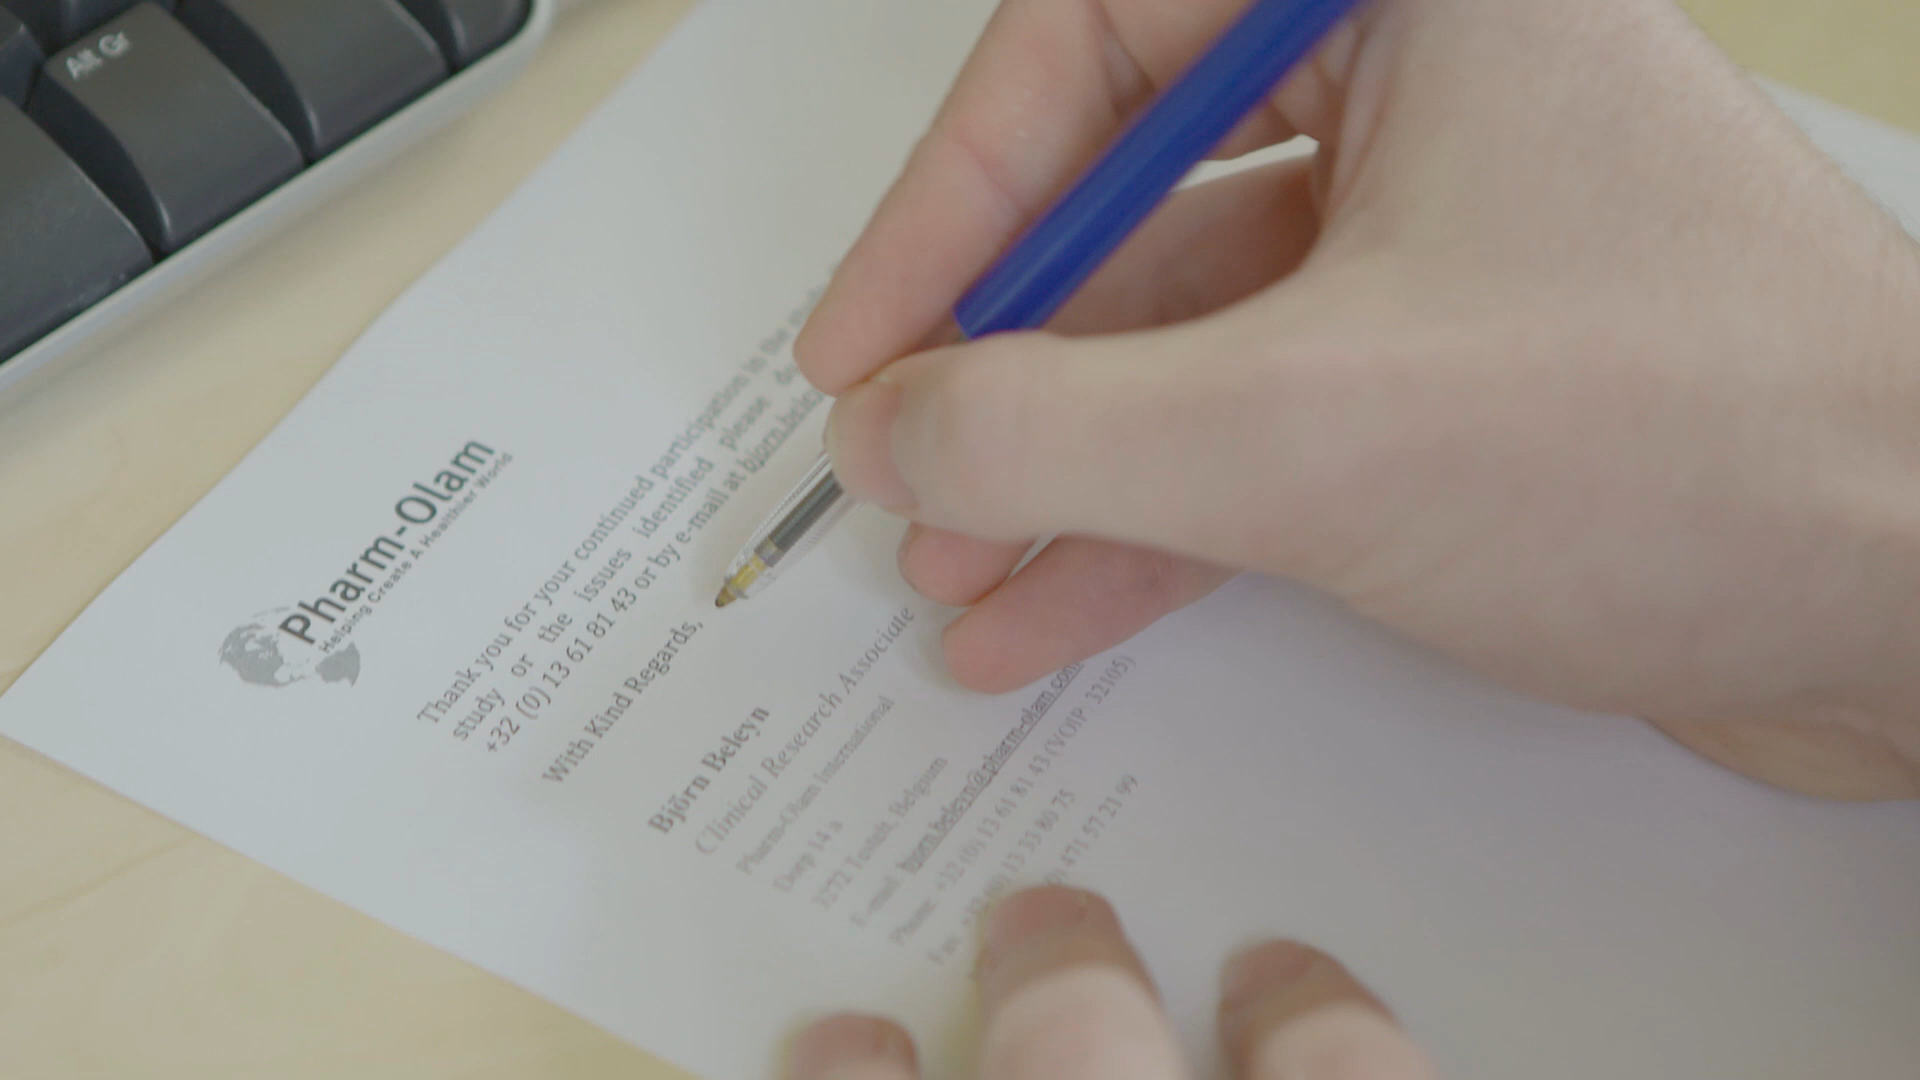 Alt Gr
Pharm-Olam
Helping Create A Healthier World
Thank you for your continued participation in the
study or the issues identified please
+32 (0) 13 61 81 43 or by e-mail at
With Kind Regards,
Björn Beleyn
Clinical Research Associate
Pharm-Olam International
Dorp 14 a
Belgium
E-mail bjorn.beleyn@pharm-olam.com
Phone +32 (0) 13 61 81 43 (VOIP 32105)
Fax +32 (0) 13 33 80 75
471 57 21 99